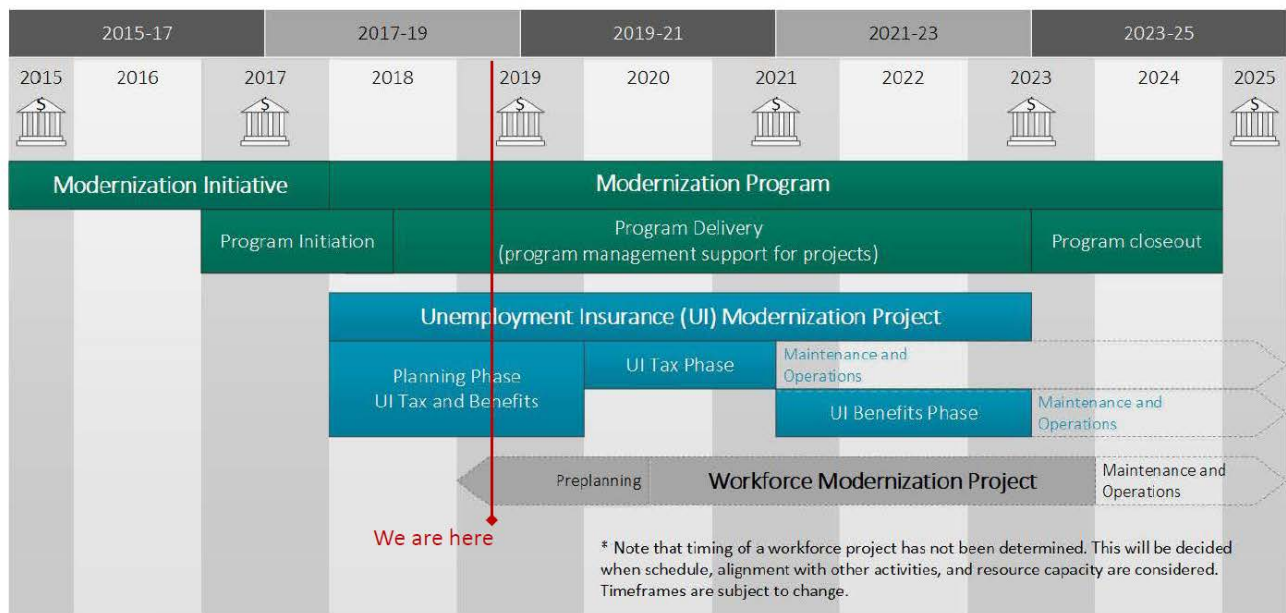 2015-17 2017-19 2019-21 2021-23 2023-25
2015 2016 2017 2018 2019 2020 2021 2022 2023 2024 2025
$ $ $ $ $ $
Modernization Initiative
Modernization Program
Program Initiation
Program Delivery
(program management support for projects)
Program closeout
Unemployment Insurance (UI) Modernization Project
Planning Phase
UI Tax and Benefits
UI Tax Phase
Maintenance and
Operations
UI Benefits Phase
Maintenance and
Operations
Preplanning
Workforce Modernization Project
Maintenance and
Operations
We are here
* Note that timing of a workforce project has not been determined. This will be decided
when schedule, alignment with other activities, and resource capacity are considered.
Timeframes are subject to change.